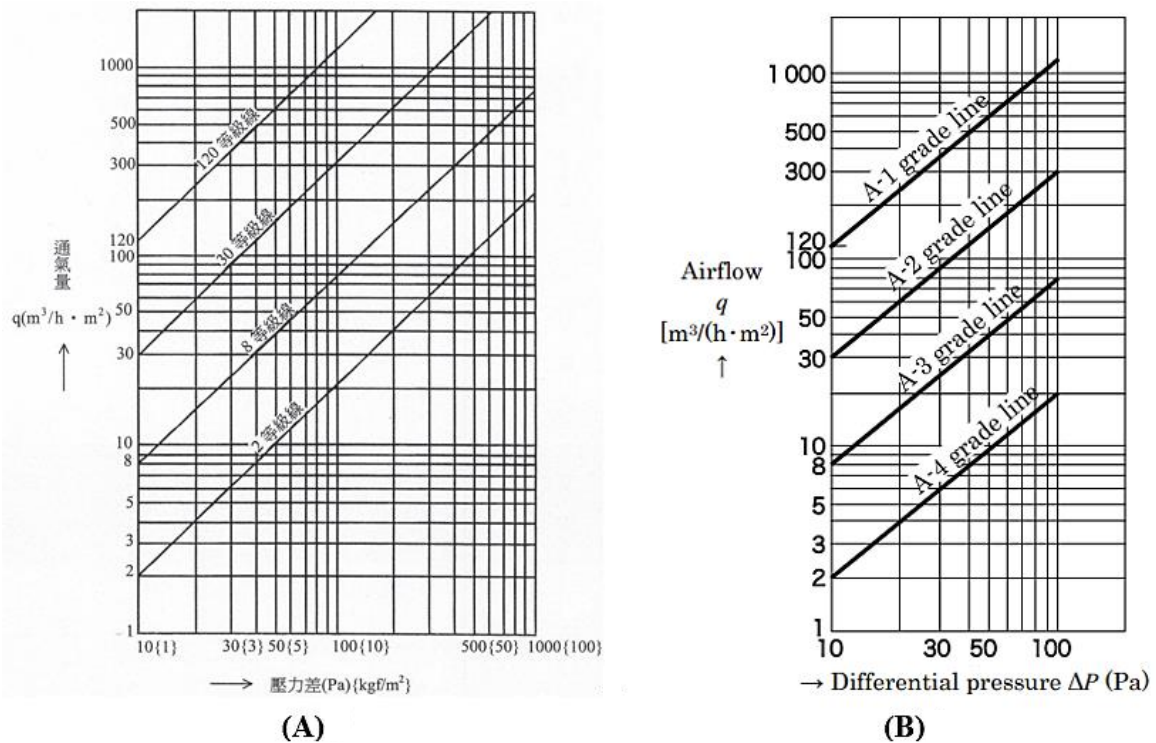 1000
500
300
120
100
50
30
10
8
5
3
2
1
通氣量
q(m³/h · m²)
120 等級線
30 等級線
8 等級線
2 等級線
10{1} 30{3} 50{5} 100{10} 500{50} 1000{100}
→ 壓力差(Pa){kgf/m²}
(A)
1 000
500
300
120
100
50
30
10
8
5
3
2
1
Airflow
q
[m³/(h · m²)]
↑
A-1 grade line
A-2 grade line
A-3 grade line
A-4 grade line
10 30 50 100
→ Differential pressure ΔP (Pa)
(B)